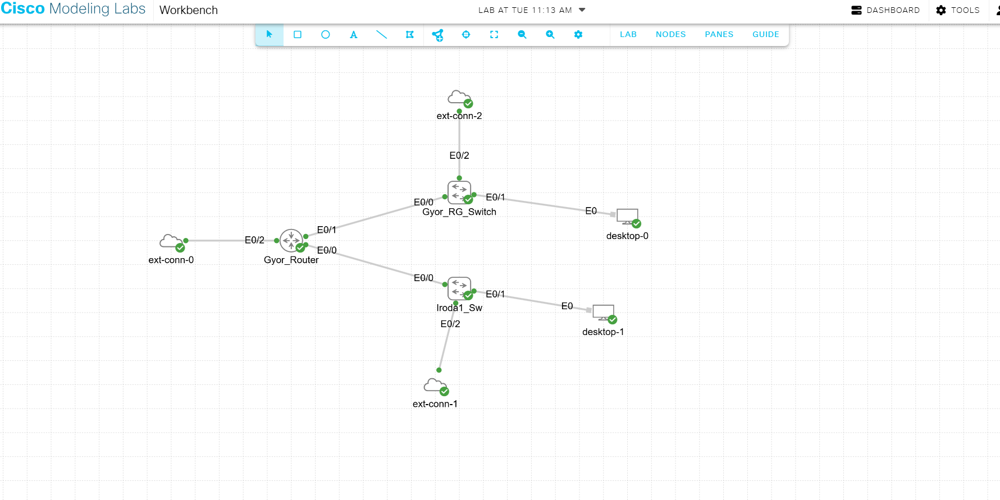 Cisco Modeling Labs Workbench LAB AT TUE 11:13 AM DASHBOARD TOOLS
A LAB NODES PANES GUIDE
ext-conn-2
E0/2
E0/0 E0/1
Gyor_RG_Switch
E0 
desktop-0
E0/1
E0/2
E0/0
ext-conn-0 Gyor_Router
E0/0 E0/1
Iroda1_Sw E0
E0/2
desktop-1
ext-conn-1